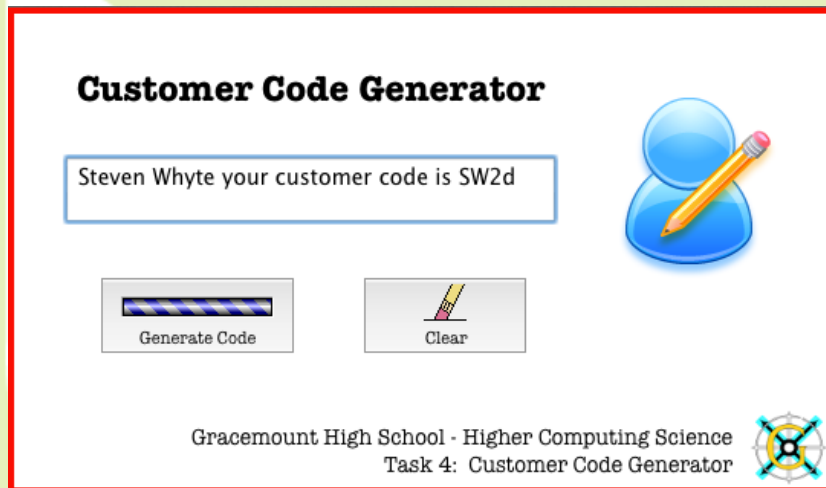 Customer Code Generator
Steven Whyte your customer code is SW2d
Generate Code
Clear
Gracemount High School - Higher Computing Science
Task 4: Customer Code Generator
G